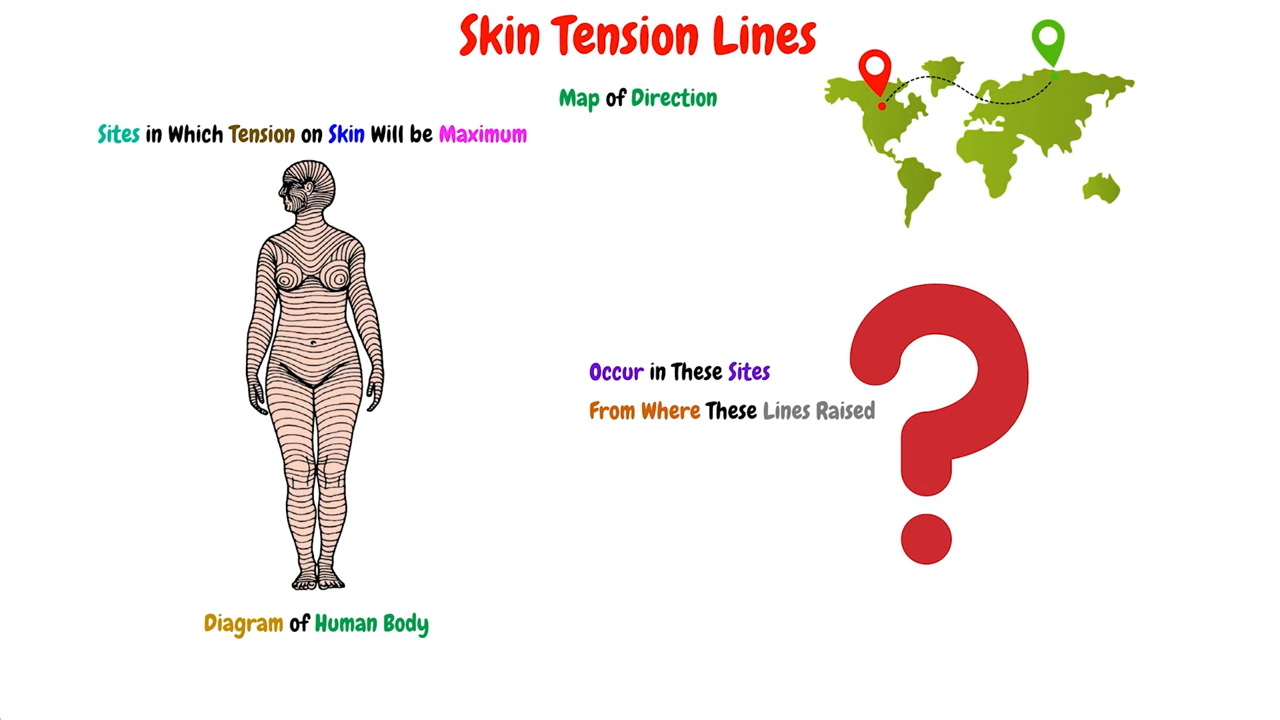 Skin Tension Lines
Map of Direction
Sites in Which Tension on Skin Will be Maximum
Occur in These Sites
From Where These Lines Raised
Diagram of Human Body